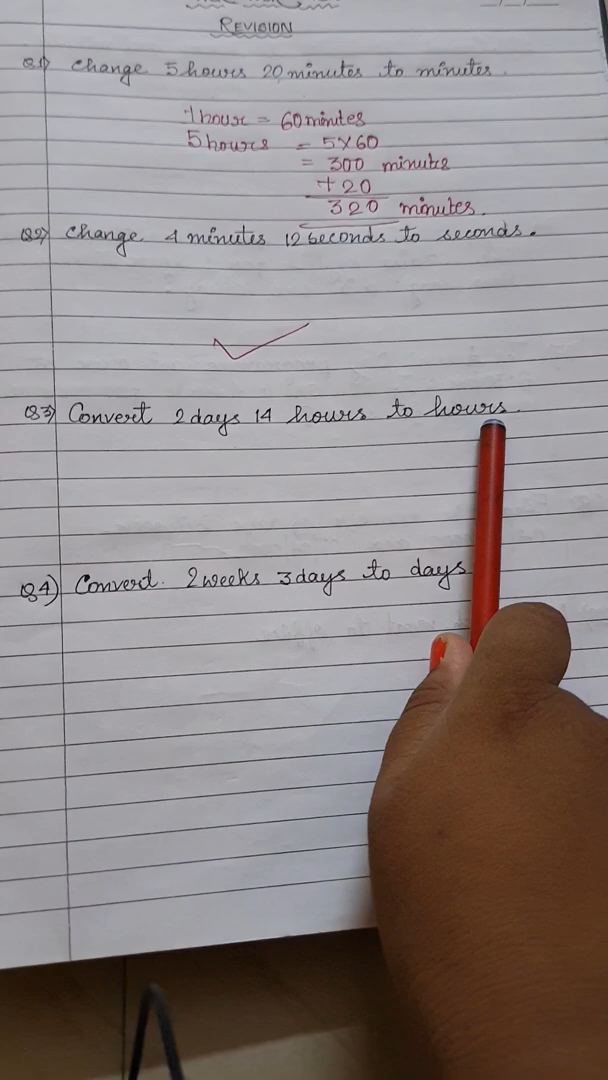 REVISION
Q1) Change 5 hours 20 minutes to minutes.
1 hour = 60 minutes
5 hours = 5x60
= 300 minutes
+20
320 minutes.
Q2) Change 4 minutes 12 seconds to seconds.
Q3) Convert 2 days 14 hours to hours.
Q4) Convert. 2 weeks 3 days to days